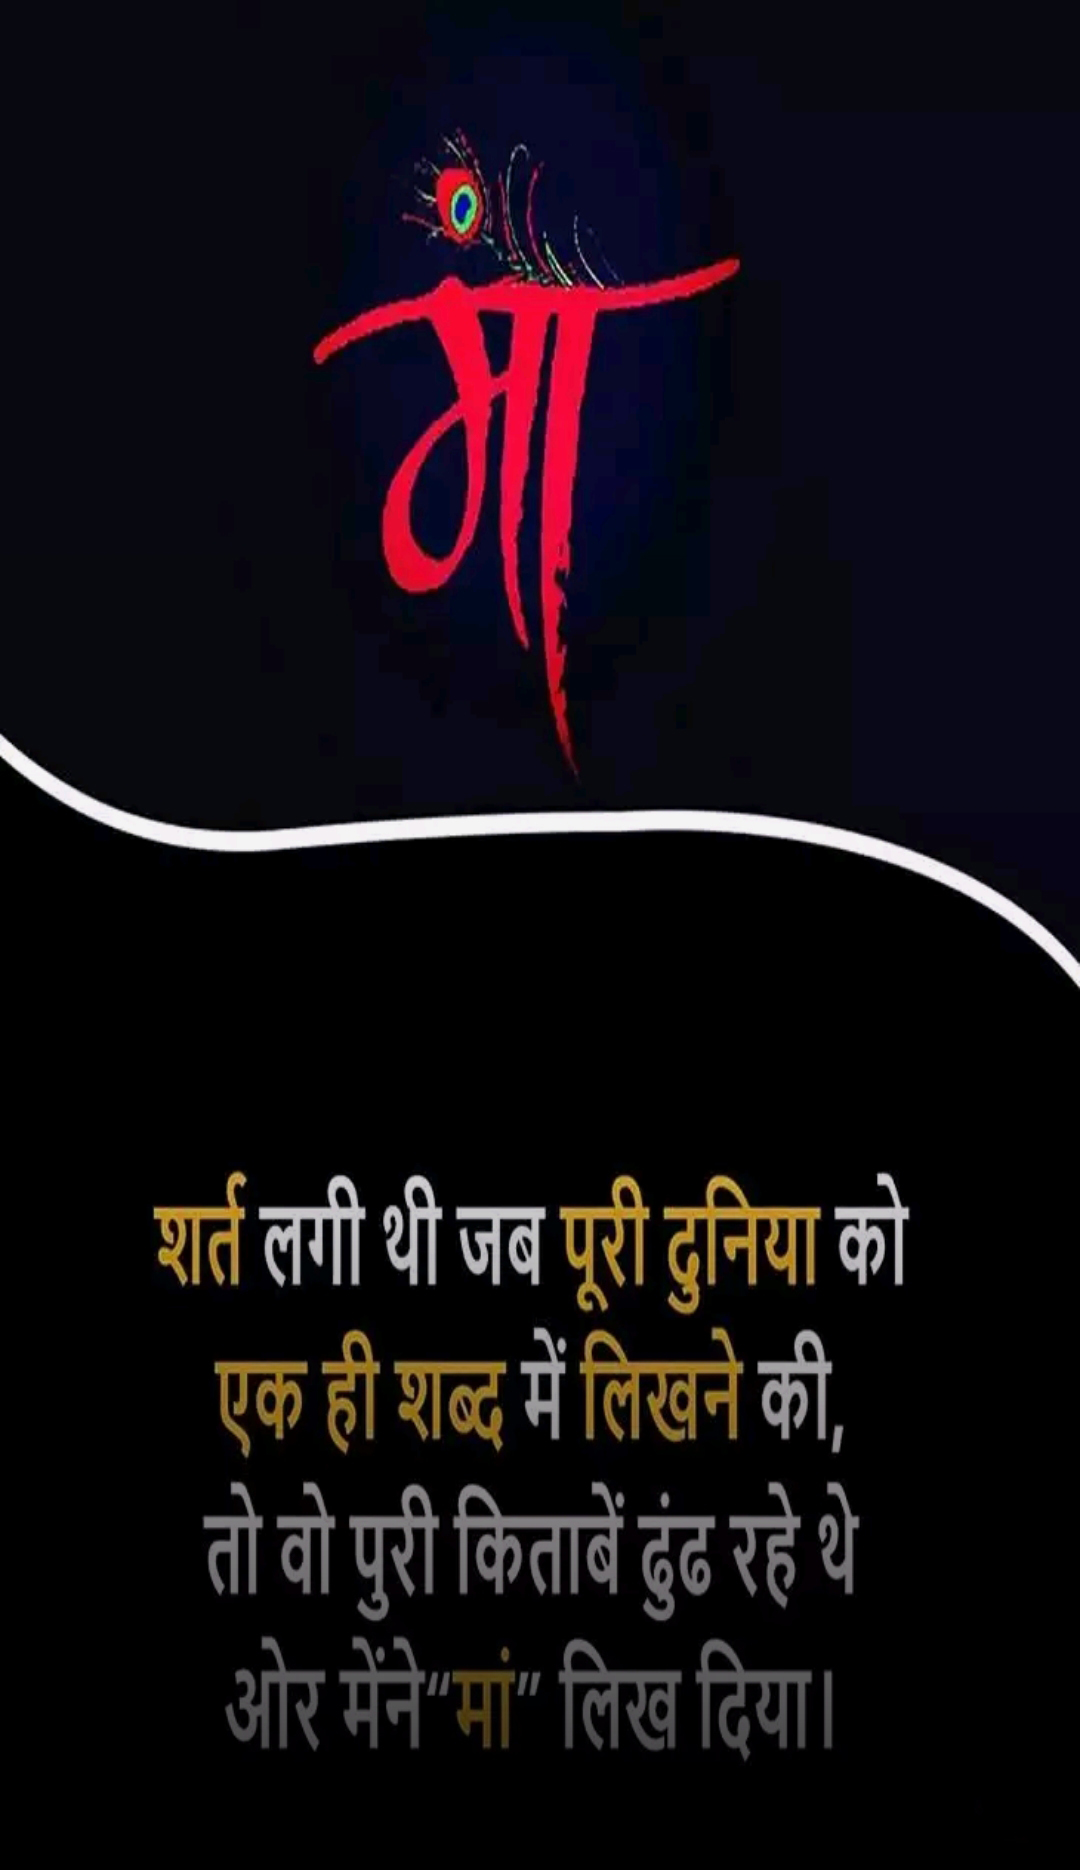 मा
शर्त लगी थी जब पूरी दुनिया को
एक ही शब्द में लिखने की,
तो वो पुरी किताबें ढुंढ रहे थे
ओर मेंने“मां” लिख दिया।